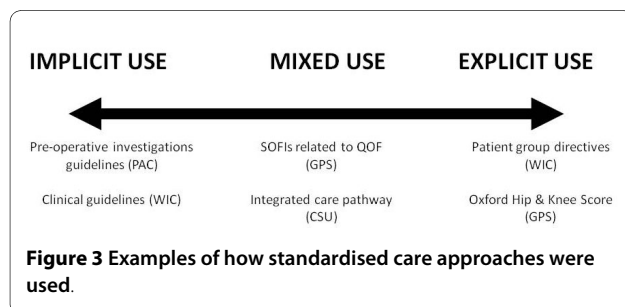 IMPLICIT USE MIXED USE EXPLICIT USE
Pre-operative investigations guidelines (PAC)
SOFIs related to QOF (GPS)
Patient group directives (WIC)
Clinical guidelines (WIC)
Integrated care pathway (CSU)
Oxford Hip & Knee Score (GPS)
Figure 3 Examples of how standardised care approaches were
used.